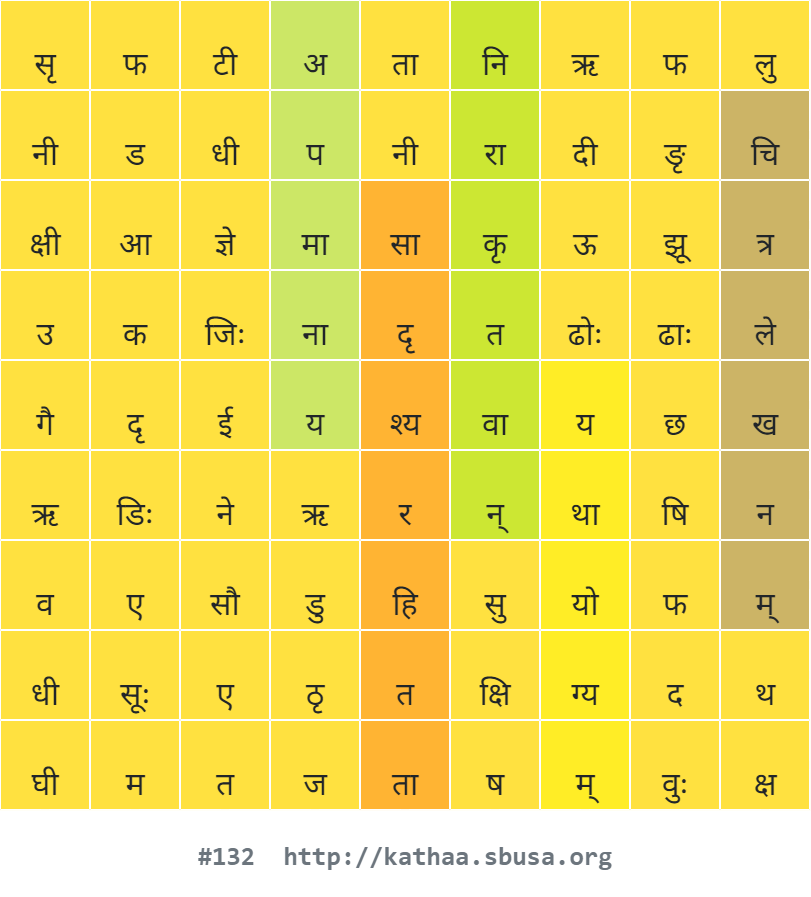 सृ फ टी अ ता नि ऋ फ लु
नी ड धी प नी रा दी ङृ चि
क्षी आ ज्ञे मा सा कृ ऊ झू त्र
उ क जिः ना दृ त ढोः ढाः ले
गै दृ ई य श्य वा य छ ख
ऋ डिः ने ऋ र न् था षि न
व ए सौ डु हि सु यो फ म्
धी सूः ए ठृ त क्षि ग्य द थ
घी म त ज ता ष म् वुः क्ष
#132 http://kathaa.sbusa.org